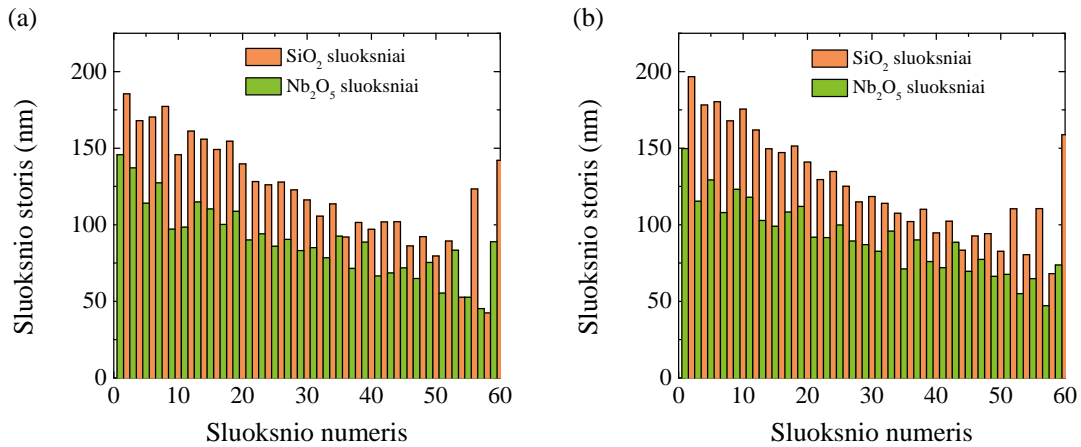 (a)
SiO2 sluoksniai
Nb2O5 sluoksniai
Sluoksnio storis (nm)
200
150
100
50
0
0 10 20 30 40 50 60
Sluoksnio numeris
(b)
SiO2 sluoksniai
Nb2O5 sluoksniai
Sluoksnio storis (nm)
200
150
100
50
0
0 10 20 30 40 50 60
Sluoksnio numeris